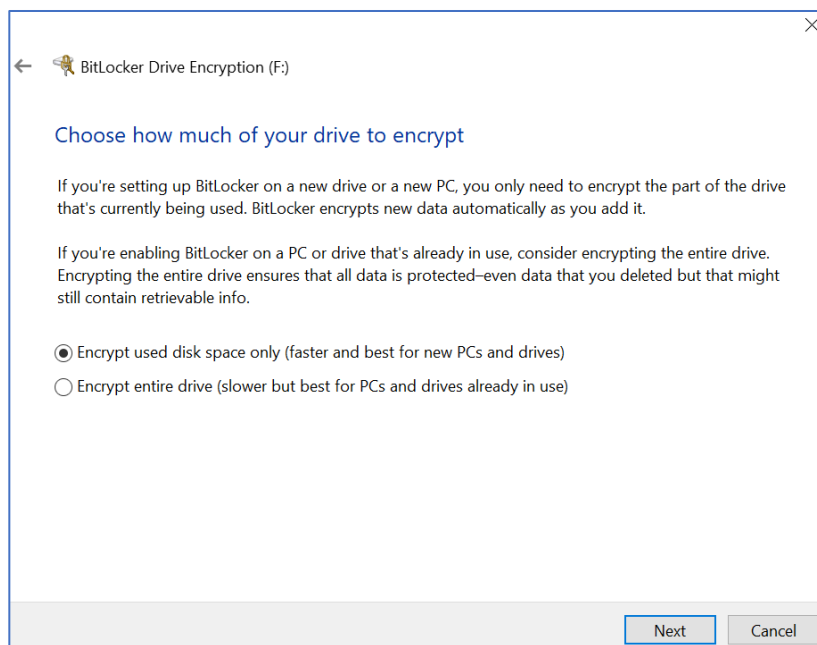 BitLocker Drive Encryption (F:)
Choose how much of your drive to encrypt
If you're setting up BitLocker on a new drive or a new PC, you only need to encrypt the part of the drive
that's currently being used. BitLocker encrypts new data automatically as you add it.
If you're enabling BitLocker on a PC or drive that's already in use, consider encrypting the entire drive.
Encrypting the entire drive ensures that all data is protected–even data that you deleted but that might
still contain retrievable info.
Encrypt used disk space only (faster and best for new PCs and drives)
Encrypt entire drive (slower but best for PCs and drives already in use)
Next
Cancel